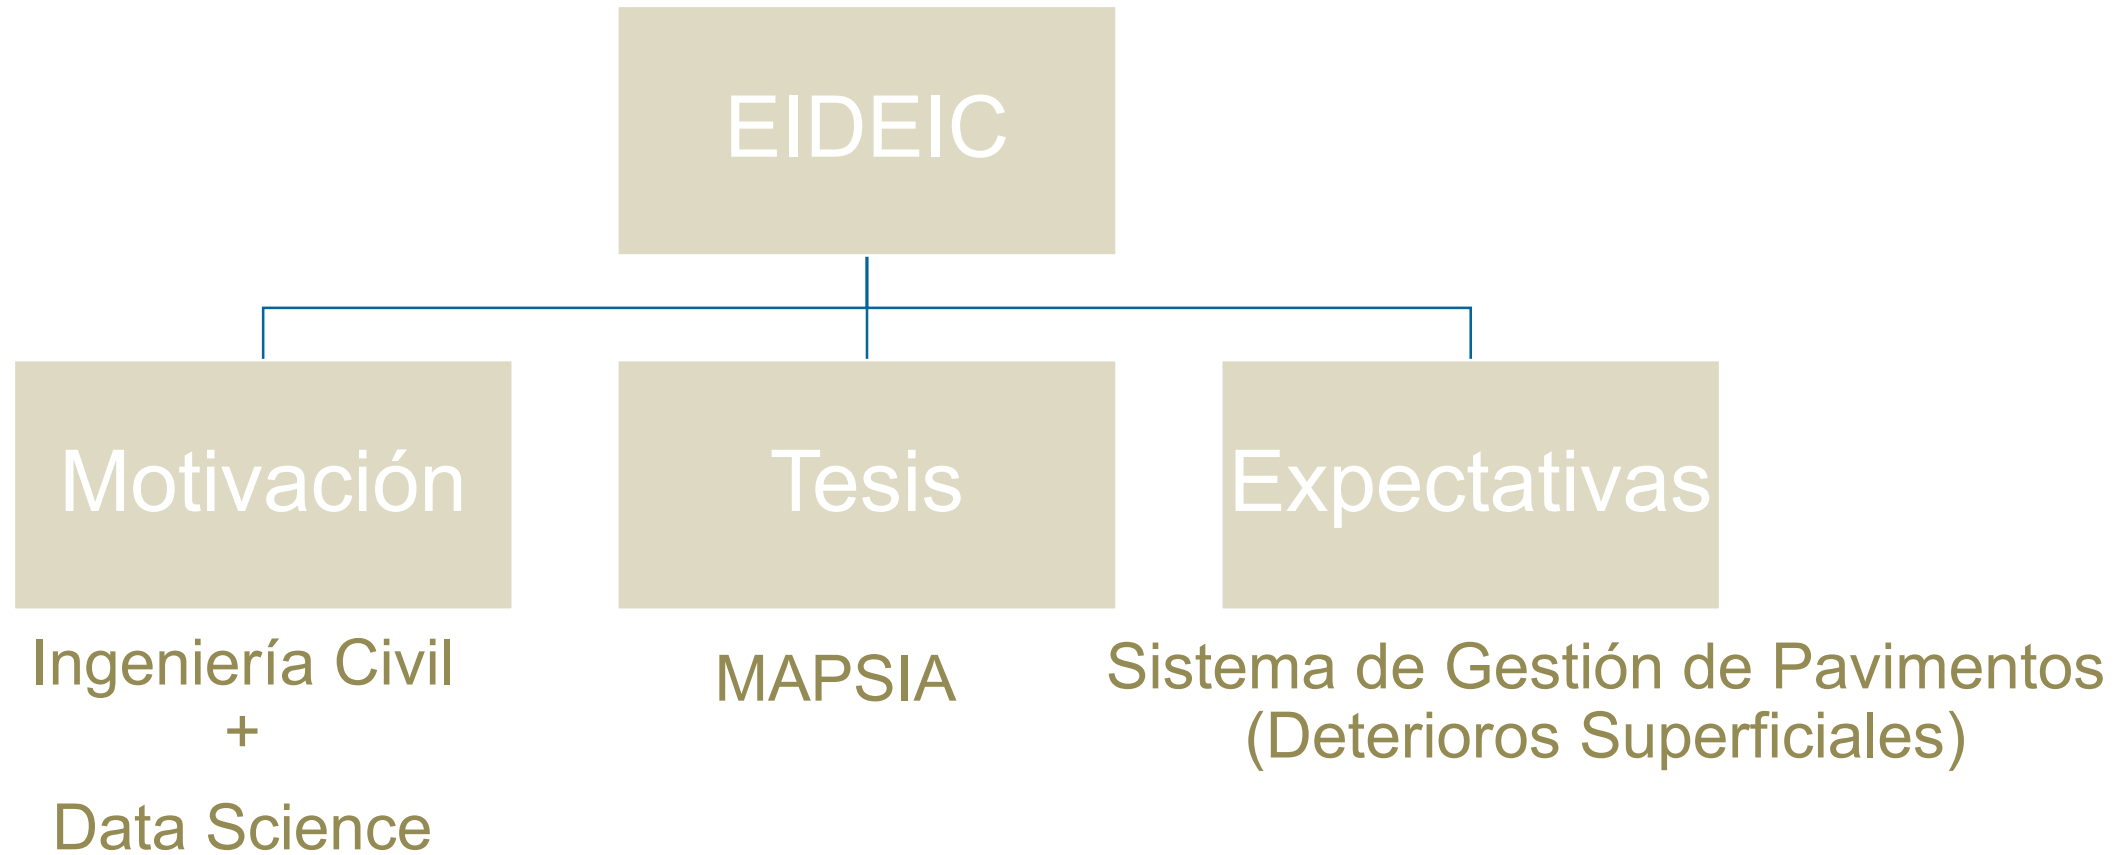 EIDEIC
Motivación
Tesis
Expectativas
Ingeniería Civil
+
Data Science
MAPSIA
Sistema de Gestión de Pavimentos
(Deterioros Superficiales)